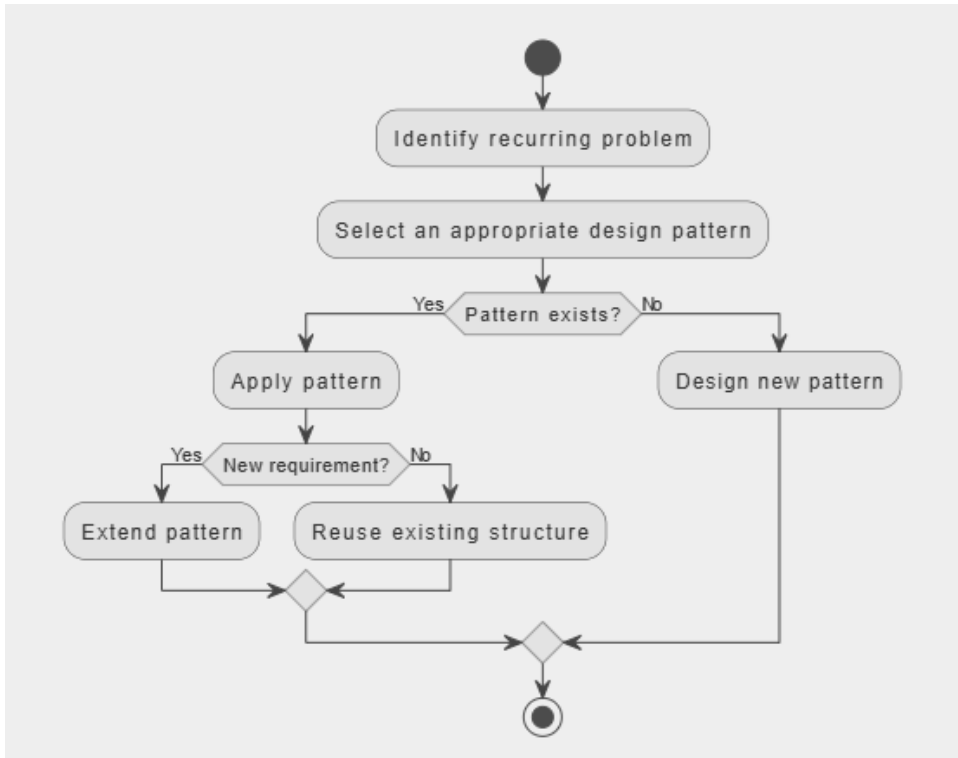 Identify recurring problem
Select an appropriate design pattern
Yes
Pattern exists?
No
Apply pattern
Design new pattern
Yes
New requirement?
No
Extend pattern
Reuse existing structure